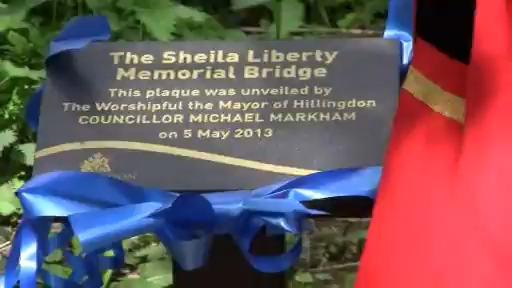 The Sheila Liberty
Memorial Bridge
This plaque was unveiled by
The Worshipful the Mayor of Hillingdon
COUNCILLOR MICHAEL MARKHAM
on 5 May 2013